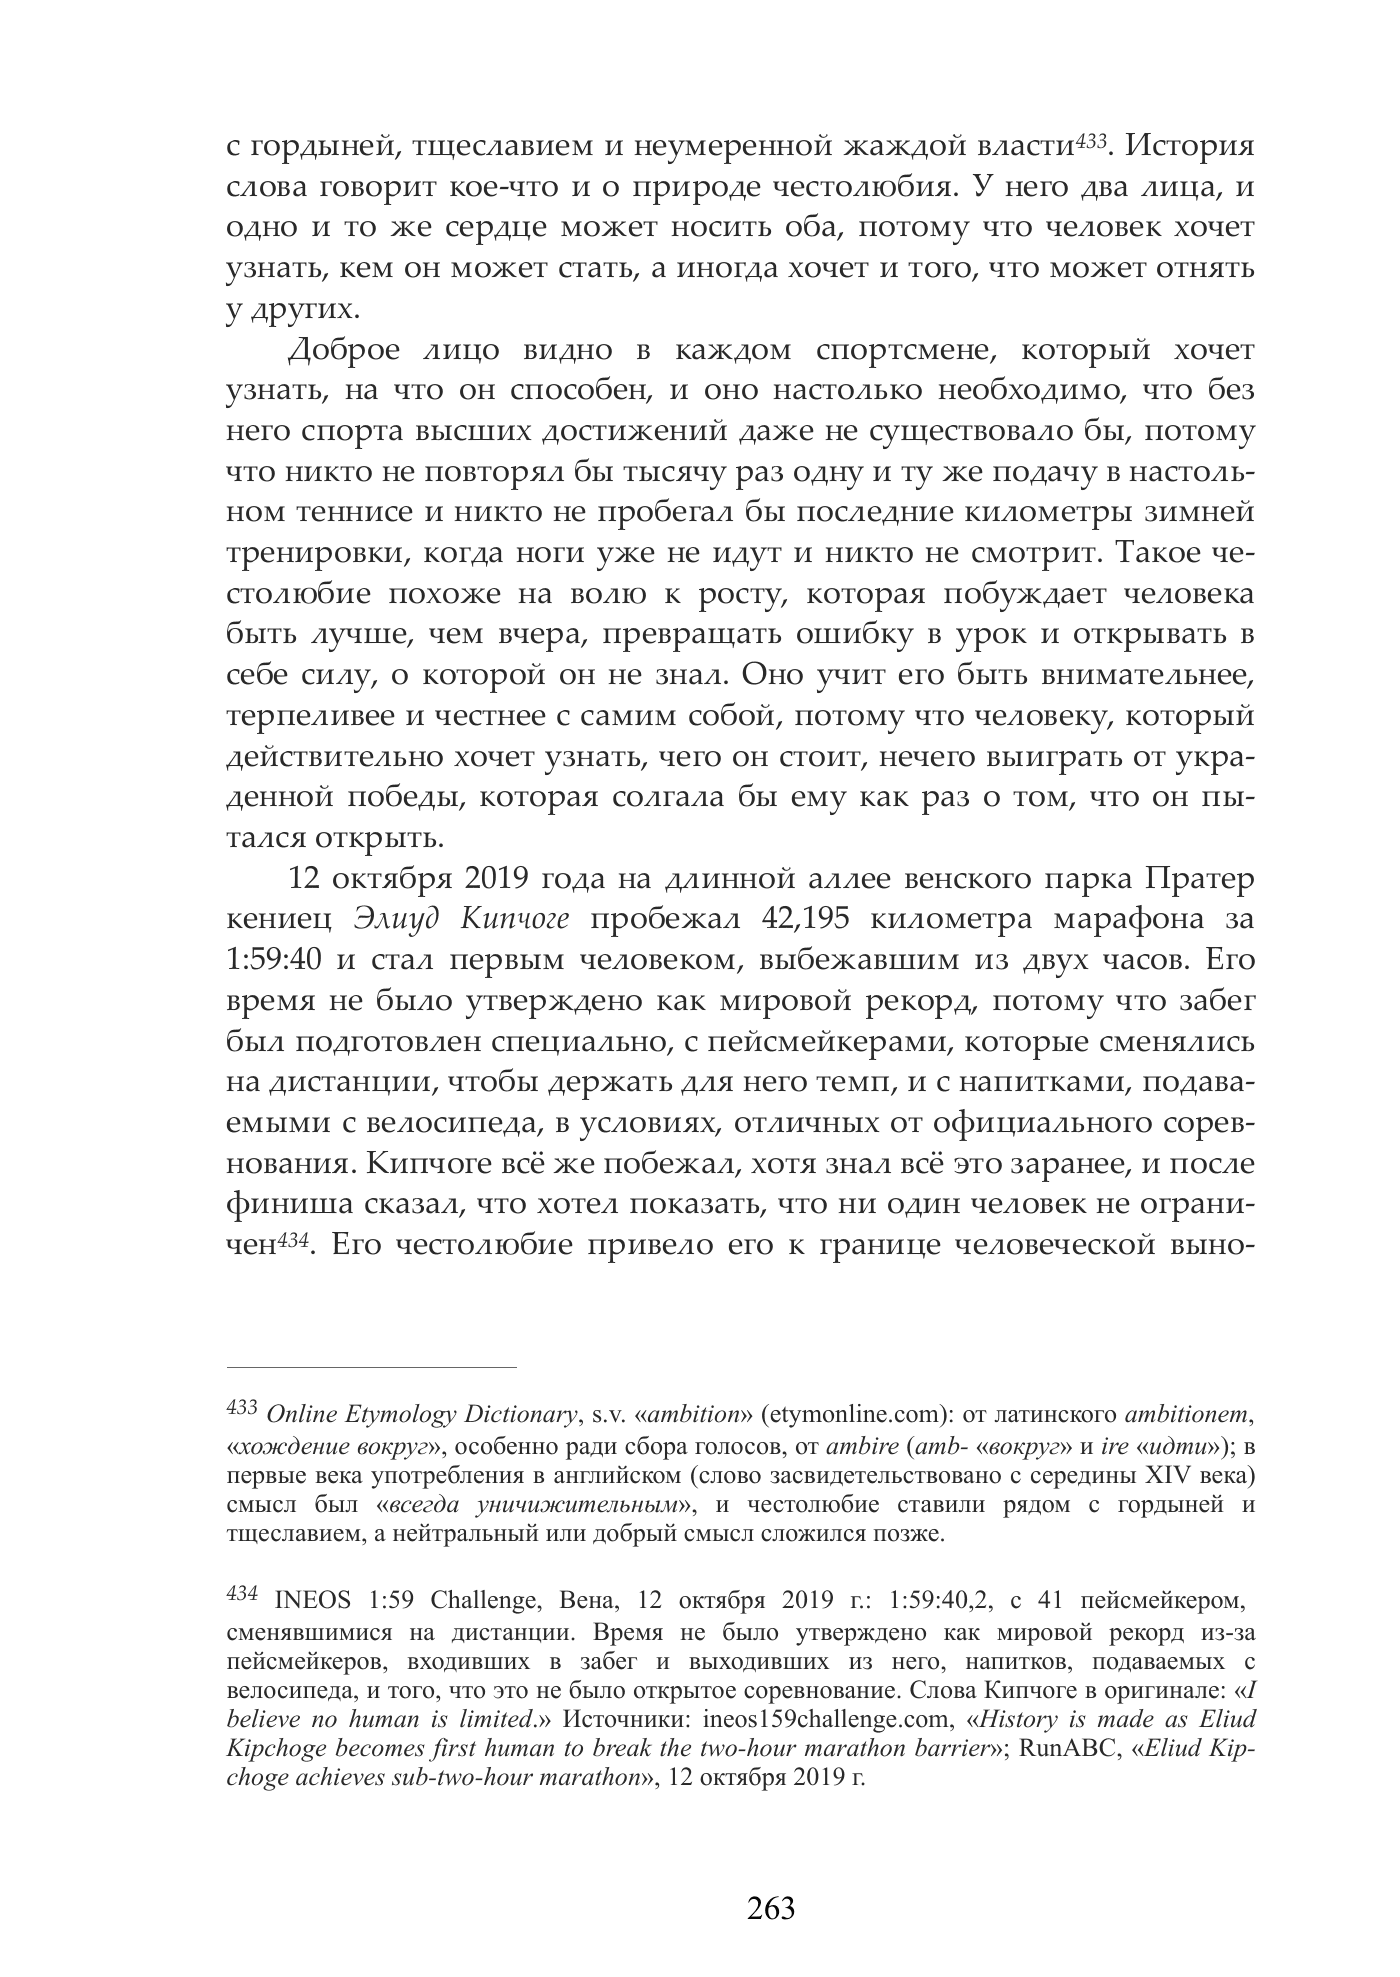 с гордыней, тщеславием и неумеренной жаждой власти433. История
слова говорит кое-что и о природе честолюбия. У него два лица, и
одно и то же сердце может носить оба, потому что человек хочет
узнать, кем он может стать, а иногда хочет и того, что может отнять
у других.
Доброе лицо видно в каждом спортсмене, который хочет
узнать, на что он способен, и оно настолько необходимо, что без
него спорта высших достижений даже не существовало бы, потому
что никто не повторял бы тысячу раз одну и ту же подачу в настоль-
ном теннисе и никто не пробегал бы последние километры зимней
тренировки, когда ноги уже не идут и никто не смотрит. Такое че-
столюбие похоже на волю к росту, которая побуждает человека
быть лучше, чем вчера, превращать ошибку в урок и открывать в
себе силу, о которой он не знал. Оно учит его быть внимательнее,
терпеливее и честнее с самим собой, потому что человеку, который
действительно хочет узнать, чего он стоит, нечего выиграть от укра-
денной победы, которая солгала бы ему как раз о том, что он пы-
тался открыть.
12 октября 2019 года на длинной аллее венского парка Пратер
кениец Элиуд Кипчоге пробежал 42,195 километра марафона за
1:59:40 и стал первым человеком, выбежавшим из двух часов. Его
время не было утверждено как мировой рекорд, потому что забег
был подготовлен специально, с пейсмейкерами, которые сменялись
на дистанции, чтобы держать для него темп, и с напитками, подава-
емыми с велосипеда, в условиях, отличных от официального сорев-
нования. Кипчоге всё же побежал, хотя знал всё это заранее, и после
финиша сказал, что хотел показать, что ни один человек не ограни-
чен434. Его честолюбие привело его к границе человеческой выно-
433 Online Etymology Dictionary, s.v. «ambition» (etymonline.com): от латинского ambitionem,
«хождение вокруг», особенно ради сбора голосов, от ambire (amb- «вокруг» и ire «идти»); в
первые века употребления в английском (слово засвидетельствовано с середины XIV века)
смысл был «всегда уничижительным», и честолюбие ставили рядом с гордыней и
тщеславием, а нейтральный или добрый смысл сложился позже.
434 INEOS 1:59 Challenge, Вена, 12 октября 2019 г.: 1:59:40,2, с 41 пейсмейкером,
сменявшимися на дистанции. Время не было утверждено как мировой рекорд из-за
пейсмейкеров, входивших в забег и выходивших из него, напитков, подаваемых с
велосипеда, и того, что это не было открытое соревнование. Слова Кипчоге в оригинале: «I
believe no human is limited.» Источники: ineos159challenge.com, «History is made as Eliud
Kipchoge becomes first human to break the two-hour marathon barrier»; RunABC, «Eliud Kip-
choge achieves sub-two-hour marathon», 12 октября 2019 г.
263